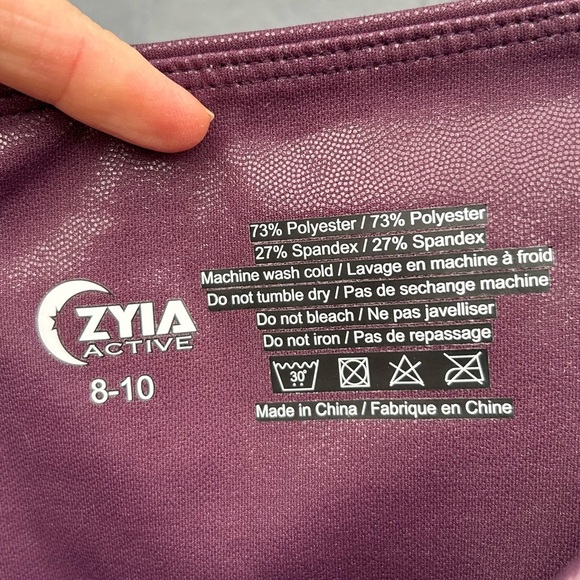 ZYIA
ACTIVE
8-10
73% Polyester / 73% Polyester
27% Spandex / 27% Spandex
Machine wash cold / Lavage en machine à froid
Do not tumble dry / Pas de sechange machine
Do not bleach / Ne pas javelliser
Do not iron / Pas de repassage
30°
Made in China / Fabrique en Chine